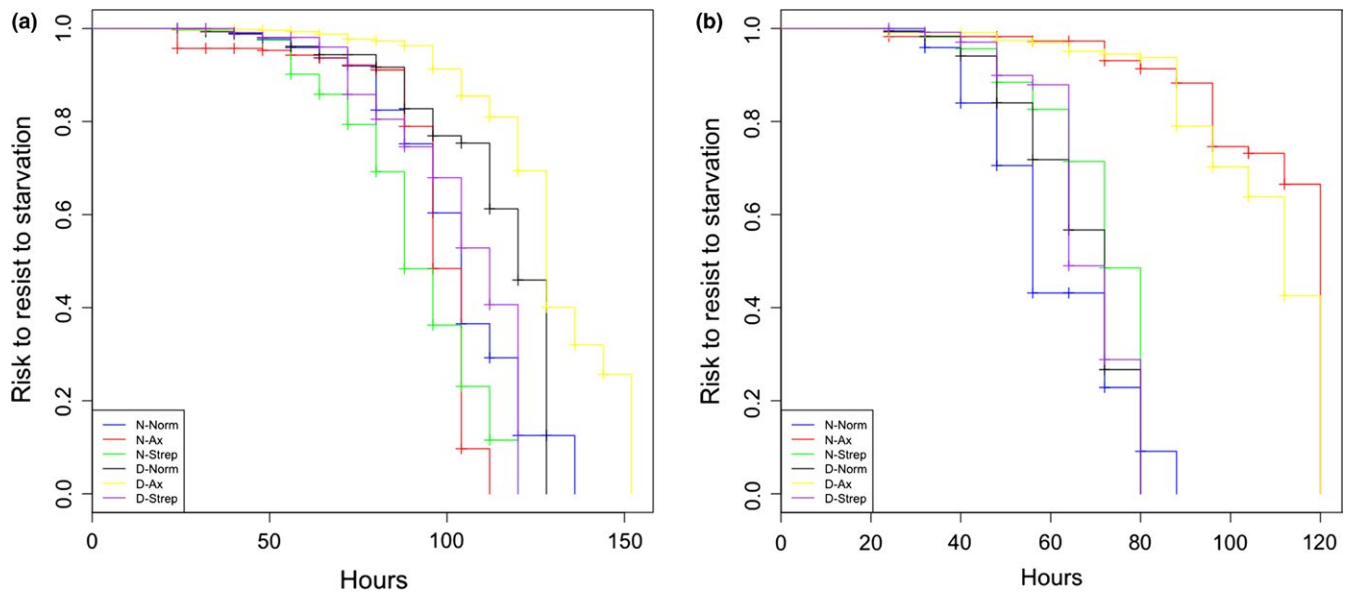 (a)
Risk to resist to starvation
1.0
0.8
0.6
0.4
0.2
0.0
N-Norm
N-Ax
N-Strep
D-Norm
D-Ax
D-Strep
0 50 100 150
Hours
(b)
Risk to resist to starvation
1.0
0.8
0.6
0.4
0.2
0.0
N-Norm
N-Ax
N-Strep
D-Norm
D-Ax
D-Strep
0 20 40 60 80 100 120
Hours